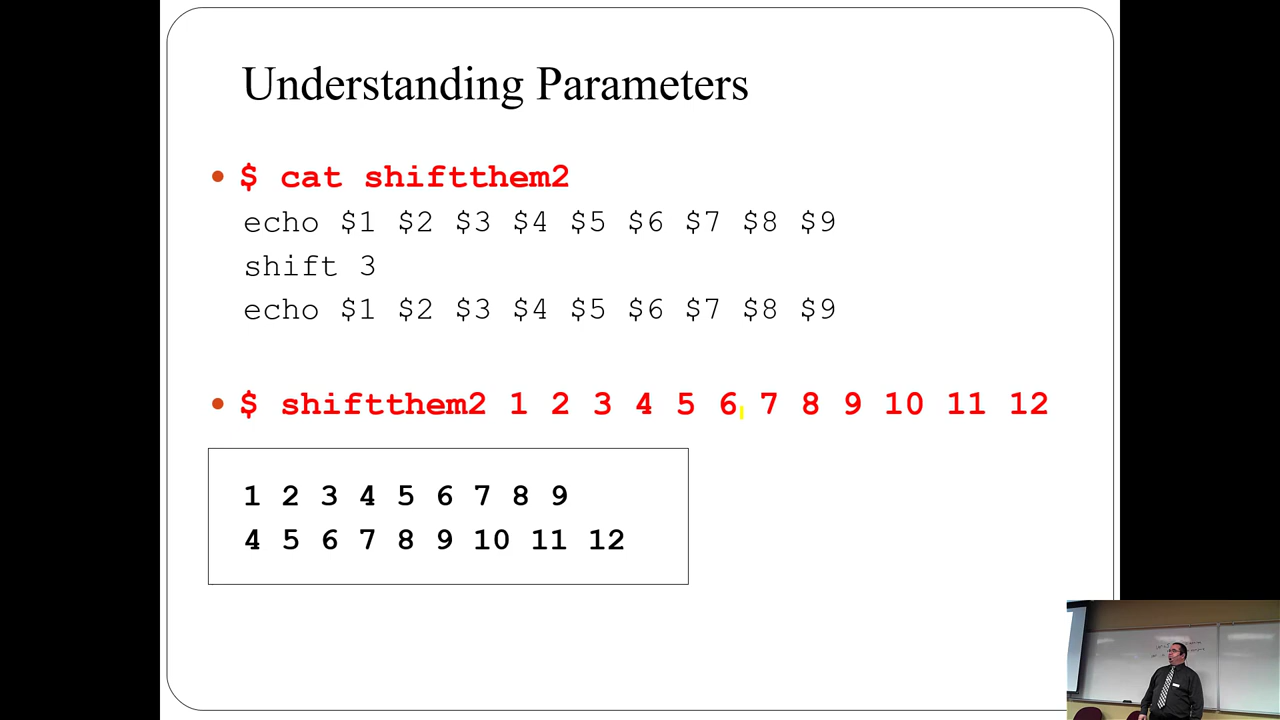 Understanding Parameters
• $ cat shiftthem2
echo $1 $2 $3 $4 $5 $6 $7 $8 $9
shift 3
echo $1 $2 $3 $4 $5 $6 $7 $8 $9
• $ shiftthem2 1 2 3 4 5 6 7 8 9 10 11 12
1 2 3 4 5 6 7 8 9
4 5 6 7 8 9 10 11 12